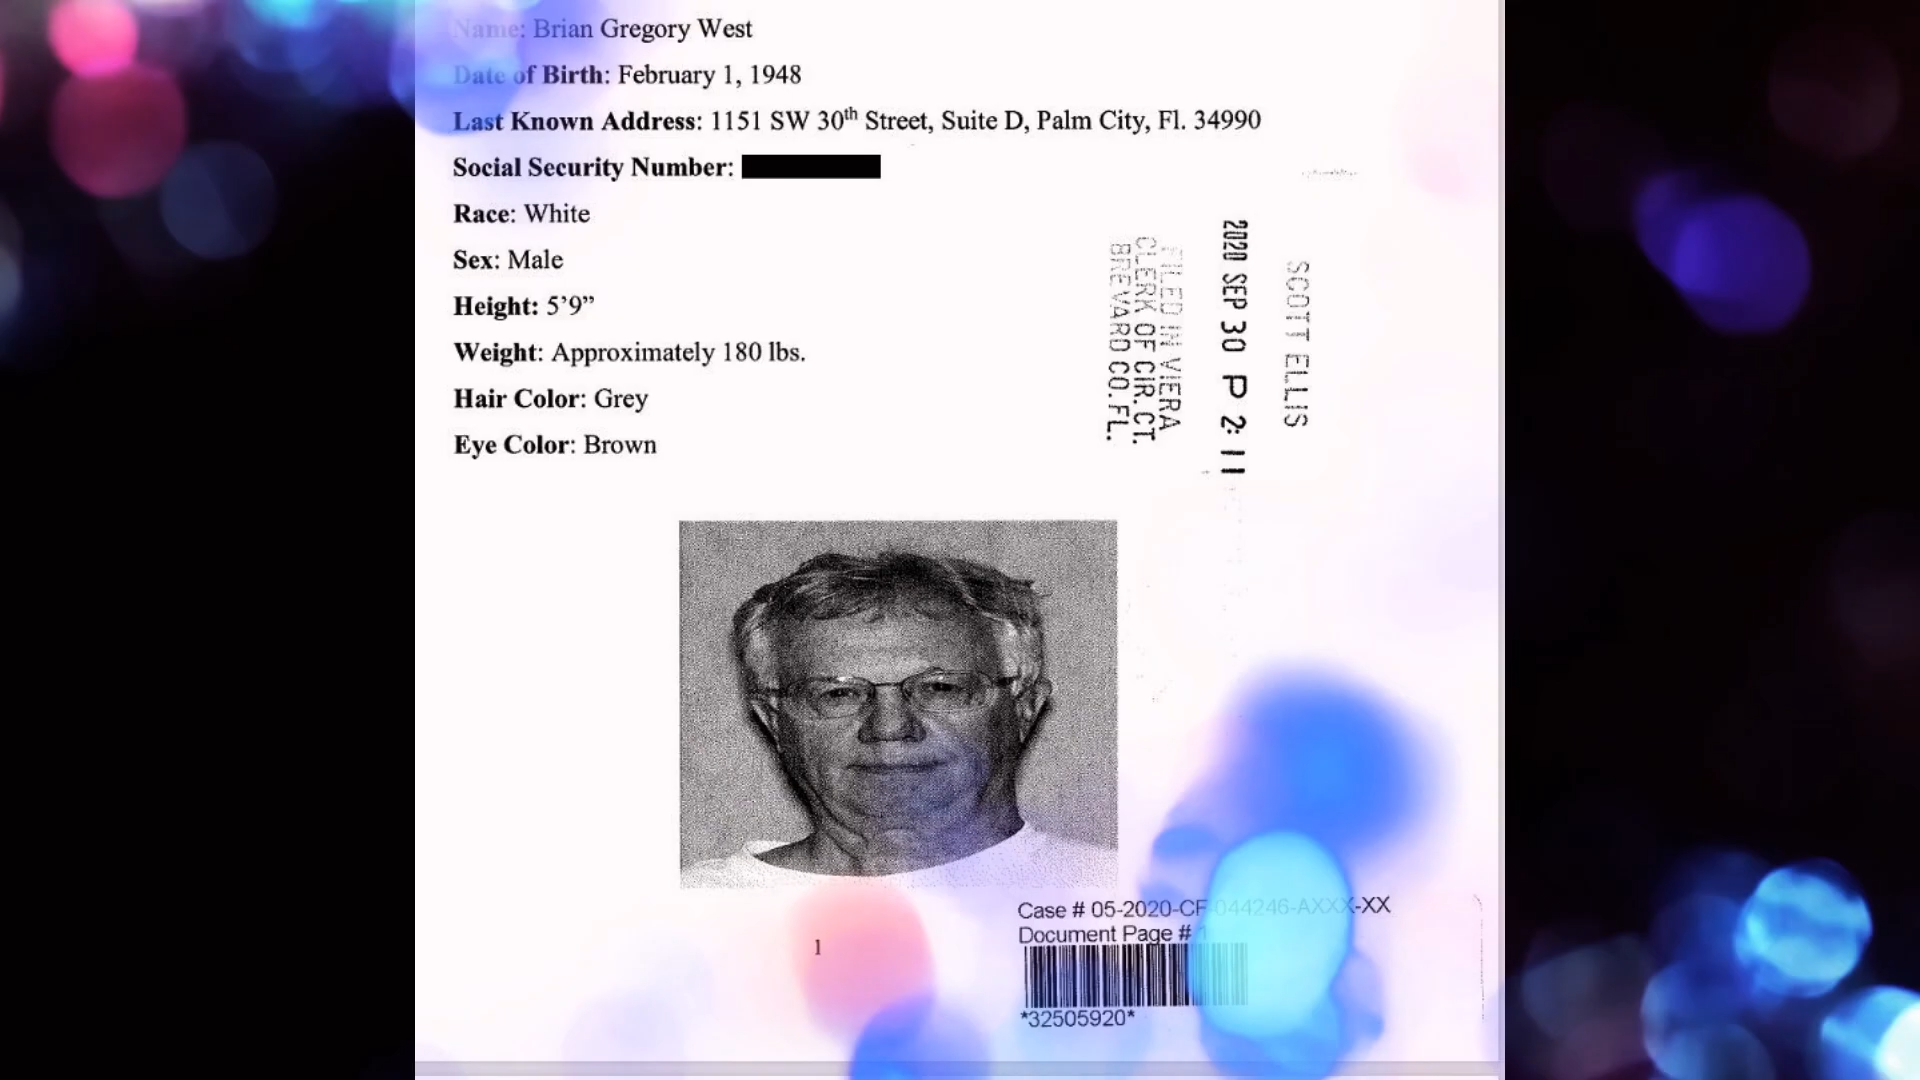 Name: Brian Gregory West
Date of Birth: February 1, 1948
Last Known Address: 1151 SW 30th Street, Suite D, Palm City, Fl. 34990
Social Security Number:
Race: White
Sex: Male
Height: 5’9”
Weight: Approximately 180 lbs.
Hair Color: Grey
Eye Color: Brown
SCOTT ELLIS
2020 SEP 30 P 2:11
FILED IN VIERA
CLERK OF CIR. CT.
BREVARD CO. FL.
1
Case # 05-2020-CF-044246-AXXX-XX
Document Page # 1
*32505920*